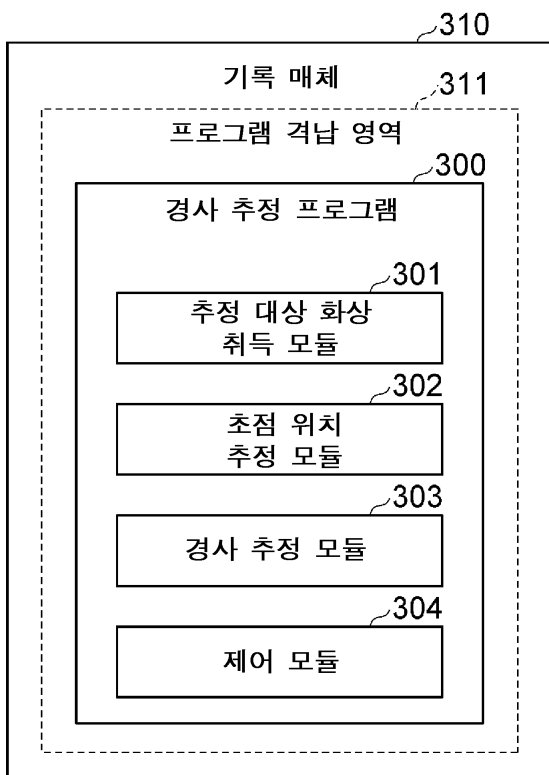 310
기록 매체
311
프로그램 격납 영역
300
경사 추정 프로그램
301
추정 대상 화상
취득 모듈
302
초점 위치
추정 모듈
303
경사 추정 모듈
304
제어 모듈